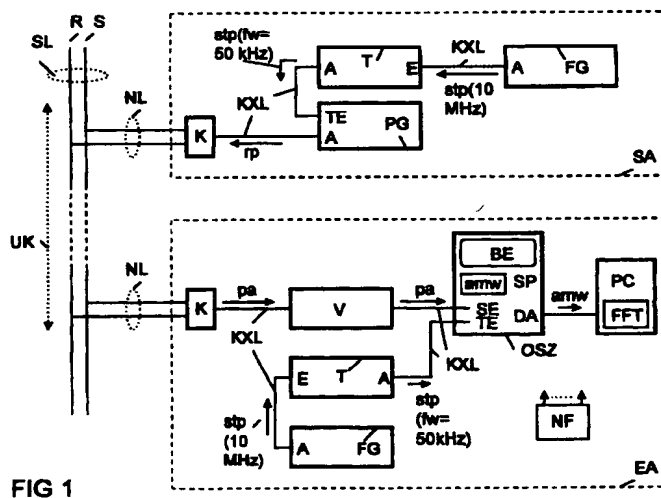 R S
SL
stp(fw=
50 kHz)
A
T
E
KXL
A
FG
stp(10
MHz)
NL
KXL
K
KXL
rp
TE
A
PG
SA
UK
NL
K
pa
KXL
V
pa
BE
amw
SP
SE
TE
DA
OSZ
amw
PC
FFT
KXL
E
T
A
stp
(10
MHz)
stp
(fw=
50kHz)
A
FG
NF
EA
FIG 1